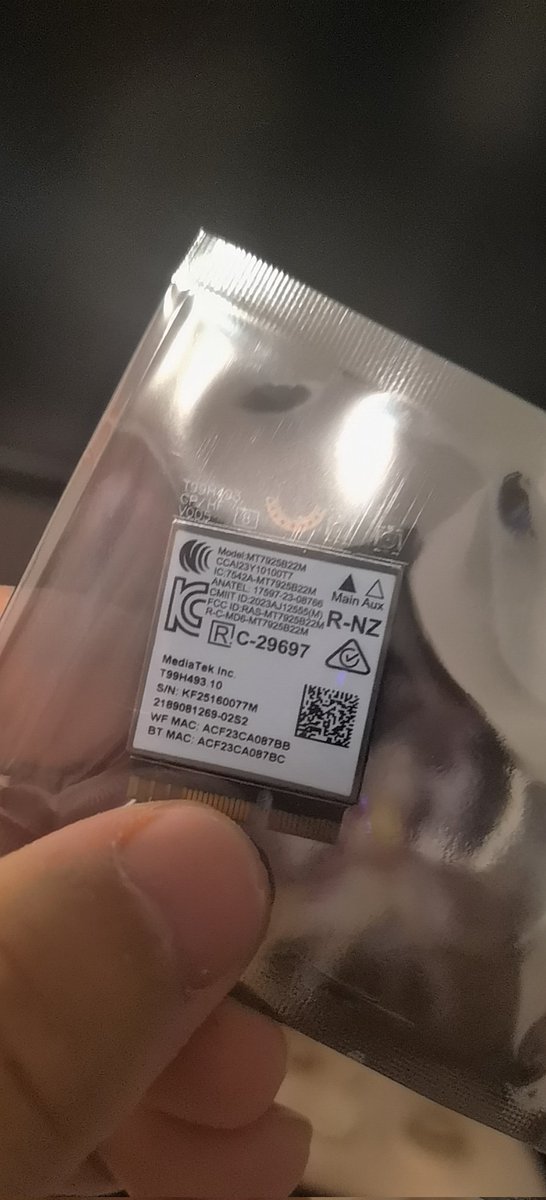 T99H493
Model:MT7925B22M
CCAI23Y10100T7
IC:7542A-MT7925B22M
ANATEL: 17597-23-08766
CMIIT ID:2023AJ12555(M)
FCC ID:RAS-MT7925B22M
R-C-MD6-MT7925B22M
Main Aux
R-NZ
R C-29697
MediaTek Inc.
T99H493.10
S/N: KF25160077M
2189081269-02S2
WF MAC: ACF23CA087BB
BT MAC: ACF23CA087BC